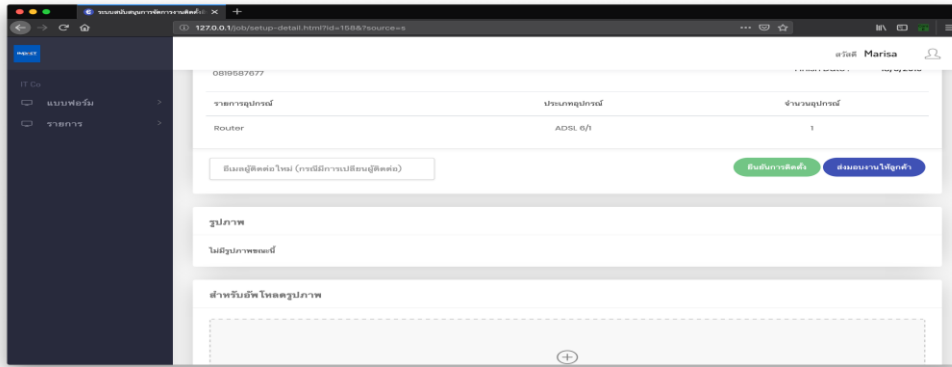 ระบบสนับสนุนการจัดการงานติดตั้ง
127.0.0.1/job/setup-detail.html?id=158&?source=s
สวัสดี Marisa
IT Co
แบบฟอร์ม
รายการ
0819587677
รายการอุปกรณ์ ประเภทอุปกรณ์ จำนวนอุปกรณ์
Router ADSL 6/1 1
อีเมลผู้ติดต่อใหม่ (กรณีมีการเปลี่ยนผู้ติดต่อ)
ยืนยันการติดตั้ง ส่งมอบงานให้ลูกค้า
รูปภาพ
ไม่มีรูปภาพขณะนี้
สำหรับอัพโหลดรูปภาพ